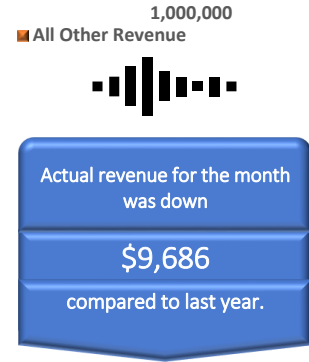 1,000,000
All Other Revenue
Actual revenue for the month
was down
$9,686
compared to last year.